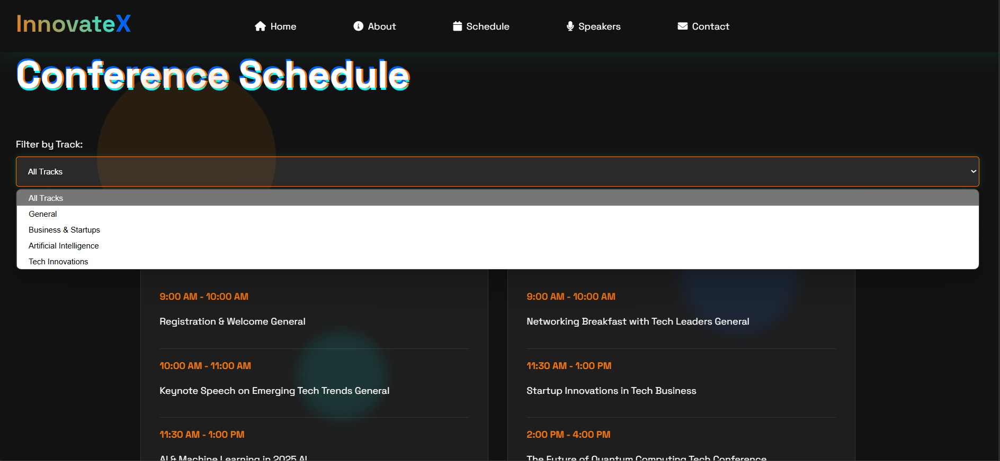 InnovateX
Home
About
Schedule
Speakers
Contact
Conference Schedule
Filter by Track:
All Tracks
All Tracks
General
Business & Startups
Artificial Intelligence
Tech Innovations
9:00 AM - 10:00 AM
Registration & Welcome General
10:00 AM - 11:00 AM
Keynote Speech on Emerging Tech Trends General
11:30 AM - 1:00 PM
AI & Machine Learning in 2025 AI
9:00 AM - 10:00 AM
Networking Breakfast with Tech Leaders General
11:30 AM - 1:00 PM
Startup Innovations in Tech Business
2:00 PM - 4:00 PM
The Future of Quantum Computing Tech Conference